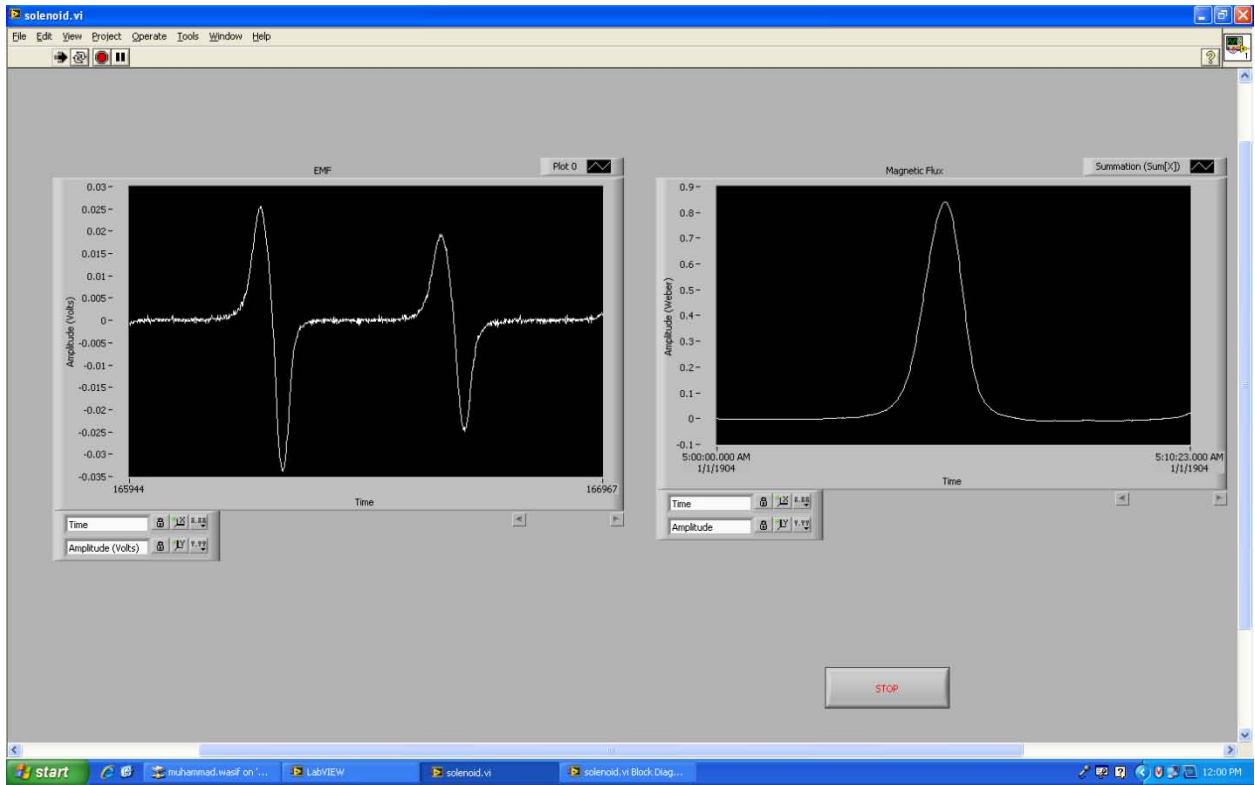 solenoid.vi
File Edit View Project Operate Tools Window Help
1
EMF
Plot 0
0.03
0.025
0.02
0.015
0.01
0.005
0
-0.005
-0.01
-0.015
-0.02
-0.025
-0.03
-0.035
Amplitude (Volts)
165944
166967
Time
Time
Amplitude (Volts)
Magnetic Flux
Summation (Sum[X])
0.9
0.8
0.7
0.6
0.5
0.4
0.3
0.2
0.1
0
-0.1
Amplitude (Weber)
5:00:00.000 AM
1/1/1904
5:10:23.000 AM
1/1/1904
Time
Time
Amplitude
STOP
start
muhammad.wasif on '...
LabVIEW
solenoid.vi
solenoid.vi Block Diag...
12:00 PM